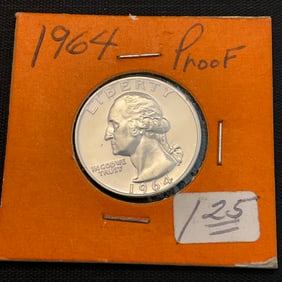 1964 Proof
LIBERTY
IN GOD WE
TRUST
1964
125